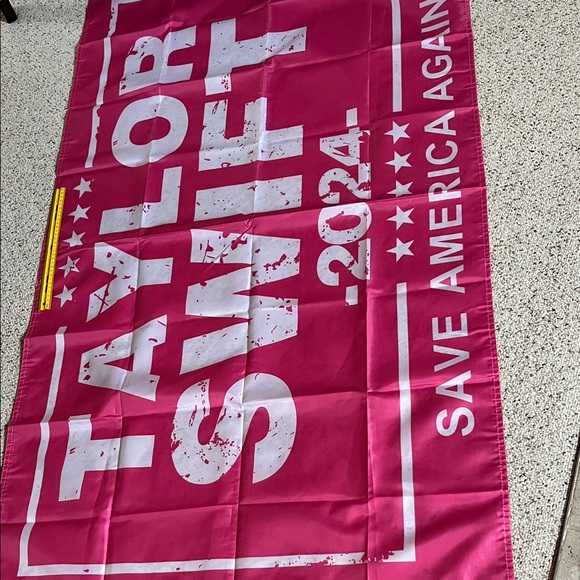 TAYLOR
SWIFT
.2024.
SAVE AMERICA AGAIN